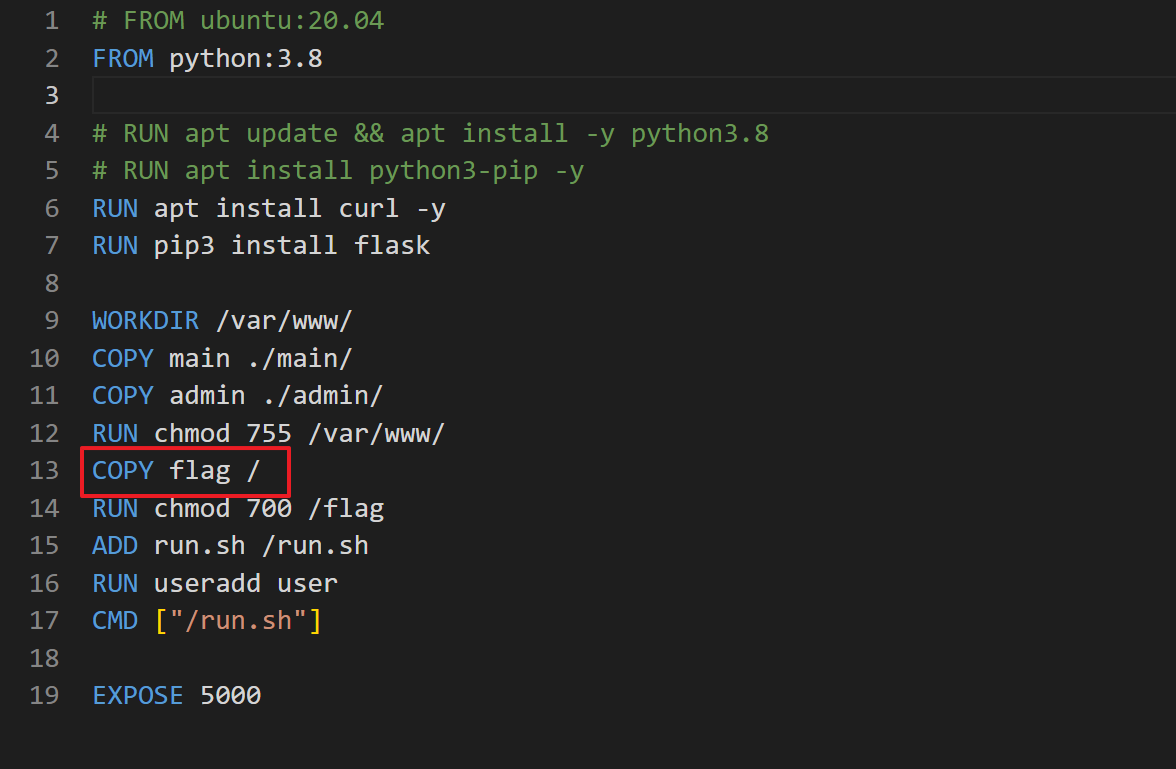 1 # FROM ubuntu:20.04
2 FROM python:3.8
3
4 # RUN apt update && apt install -y python3.8
5 # RUN apt install python3-pip -y
6 RUN apt install curl -y
7 RUN pip3 install flask
8
9 WORKDIR /var/www/
10 COPY main ./main/
11 COPY admin ./admin/
12 RUN chmod 755 /var/www/
13 COPY flag /
14 RUN chmod 700 /flag
15 ADD run.sh /run.sh
16 RUN useradd user
17 CMD ["/run.sh"]
18
19 EXPOSE 5000